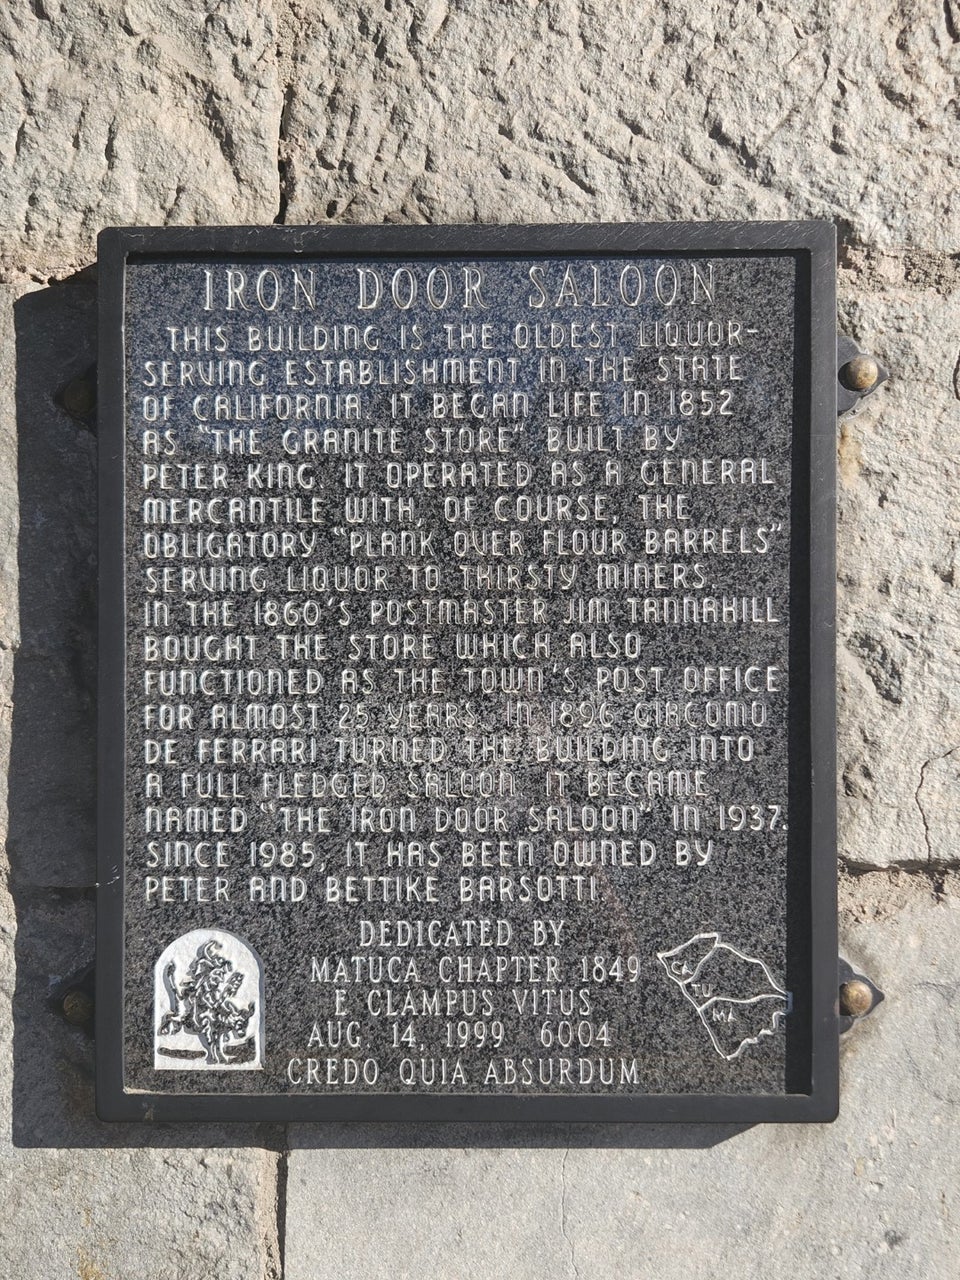 IRON DOOR SALOON
THIS BUILDING IS THE OLDEST LIQUOR-
SERVING ESTABLISHMENT IN THE STATE
OF CALIFORNIA. IT BEGAN LIFE IN 1852
AS "THE GRANITE STORE" BUILT BY
PETER KING. IT OPERATED AS A GENERAL
MERCANTILE WITH, OF COURSE, THE
OBLIGATORY "PLANK OVER FLOUR BARRELS"
SERVING LIQUOR TO THIRSTY MINERS.
IN THE 1860'S POSTMASTER JIM TANNAHILL
BOUGHT THE STORE WHICH ALSO
FUNCTIONED AS THE TOWN'S POST OFFICE
FOR ALMOST 25 YEARS. IN 1896 GIACOMO
DE FERRARI TURNED THE BUILDING INTO
A FULL FLEDGED SALOON. IT BECAME
NAMED "THE IRON DOOR SALOON" IN 1937.
SINCE 1985, IT HAS BEEN OWNED BY
PETER AND BETTIKE BARSOTTI.
DEDICATED BY
MATUCA CHAPTER 1849
E CLAMPUS VITUS
AUG. 14, 1999 6004
CREDO QUIA ABSURDUM
CA
TU
MA